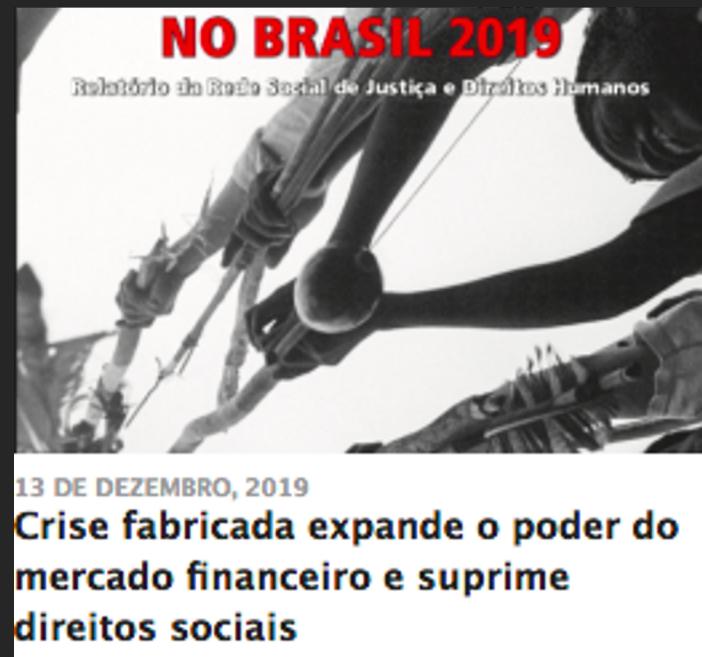 NO BRASIL 2019
Relatório da Rede Social de Justiça e Direitos Humanos
13 DE DEZEMBRO, 2019
Crise fabricada expande o poder do
mercado financeiro e suprime
direitos sociais